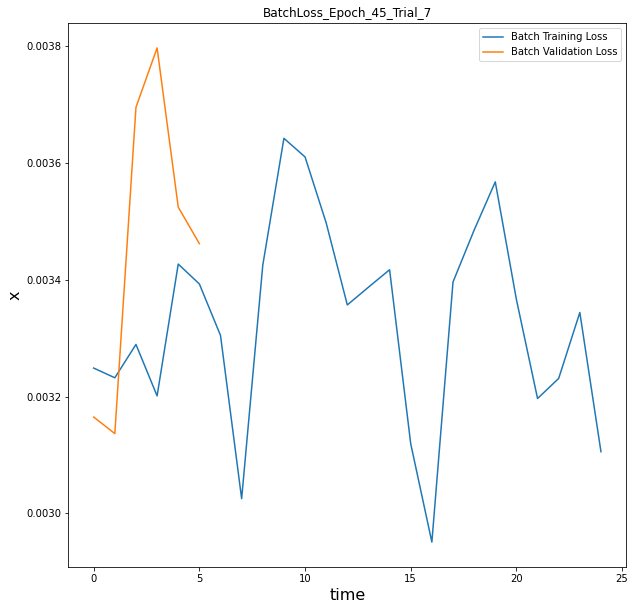 BatchLoss_Epoch_45_Trial_7
Batch Training Loss
Batch Validation Loss
0.0038
0.0036
0.0034
0.0032
0.0030
x
0
5
10
15
20
25
time